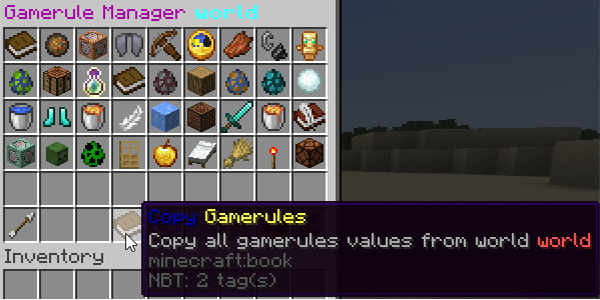 Gamerule Manager world
Copy Gamerules
Copy all gamerules values from world world
Inventory
minecraft:book
NBT: 2 tag(s)